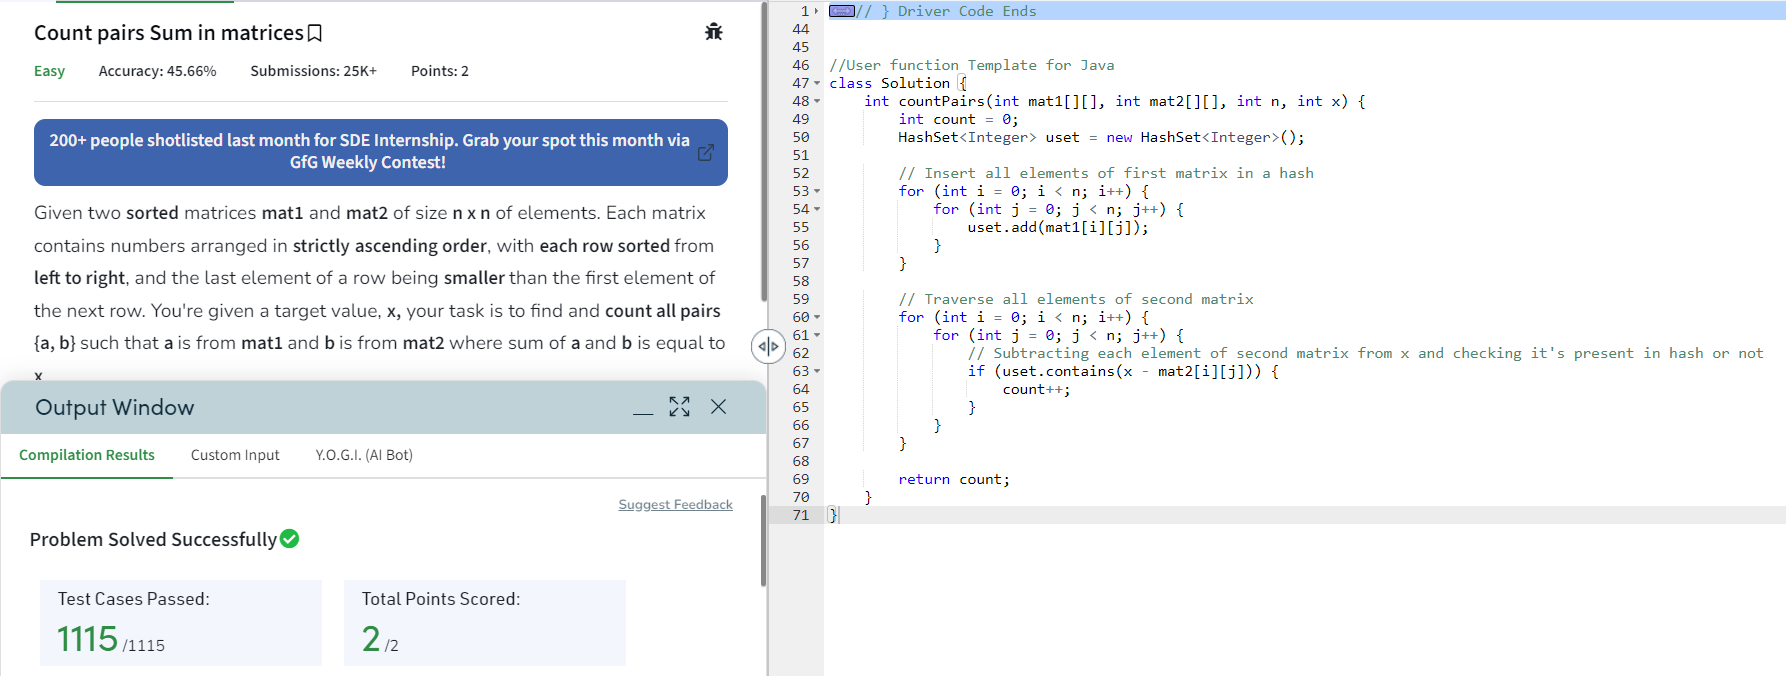 Count pairs Sum in matrices
Easy Accuracy: 45.66% Submissions: 25K+ Points: 2
200+ people shotlisted last month for SDE Internship. Grab your spot this month via
GfG Weekly Contest!
Given two sorted matrices mat1 and mat2 of size n x n of elements. Each matrix
contains numbers arranged in strictly ascending order, with each row sorted from
left to right, and the last element of a row being smaller than the first element of
the next row. You're given a target value, x, your task is to find and count all pairs
{a, b} such that a is from mat1 and b is from mat2 where sum of a and b is equal to
x
Output Window
Compilation Results Custom Input Y.O.G.I. (AI Bot)
Suggest Feedback
Problem Solved Successfully
Test Cases Passed:
1115 /1115
Total Points Scored:
2 /2
1 // } Driver Code Ends
44
45
46 //User function Template for Java
47 class Solution {
48     int countPairs(int mat1[][], int mat2[][], int n, int x) {
49         int count = 0;
50         HashSet<Integer> uset = new HashSet<Integer>();
51
52         // Insert all elements of first matrix in a hash
53         for (int i = 0; i < n; i++) {
54             for (int j = 0; j < n; j++) {
55                 uset.add(mat1[i][j]);
56             }
57         }
58
59         // Traverse all elements of second matrix
60         for (int i = 0; i < n; i++) {
61             for (int j = 0; j < n; j++) {
62                 // Subtracting each element of second matrix from x and checking it's present in hash or not
63                 if (uset.contains(x - mat2[i][j])) {
64                     count++;
65                 }
66             }
67         }
68
69         return count;
70     }
71 }